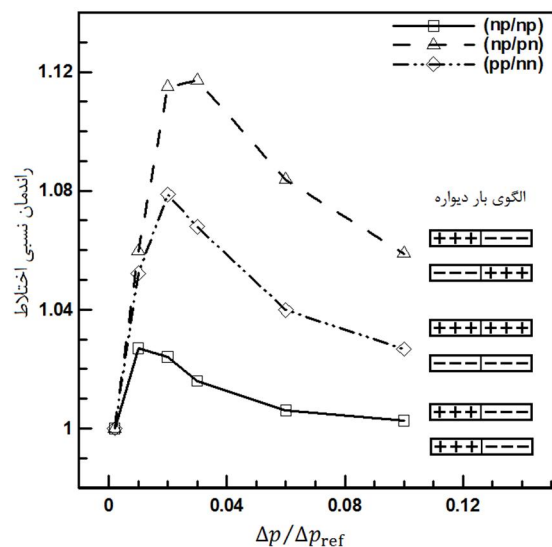 (np/np)
(np/pn)
(pp/nn)
1.12
1.08
1.04
1
راندمان نسبی اختلاط
الگوی بار دیواره
+++ ---
--- +++
+++ +++
--- ---
+++ ---
+++ ---
0 0.04 0.08 0.12
Δp/Δp_ref